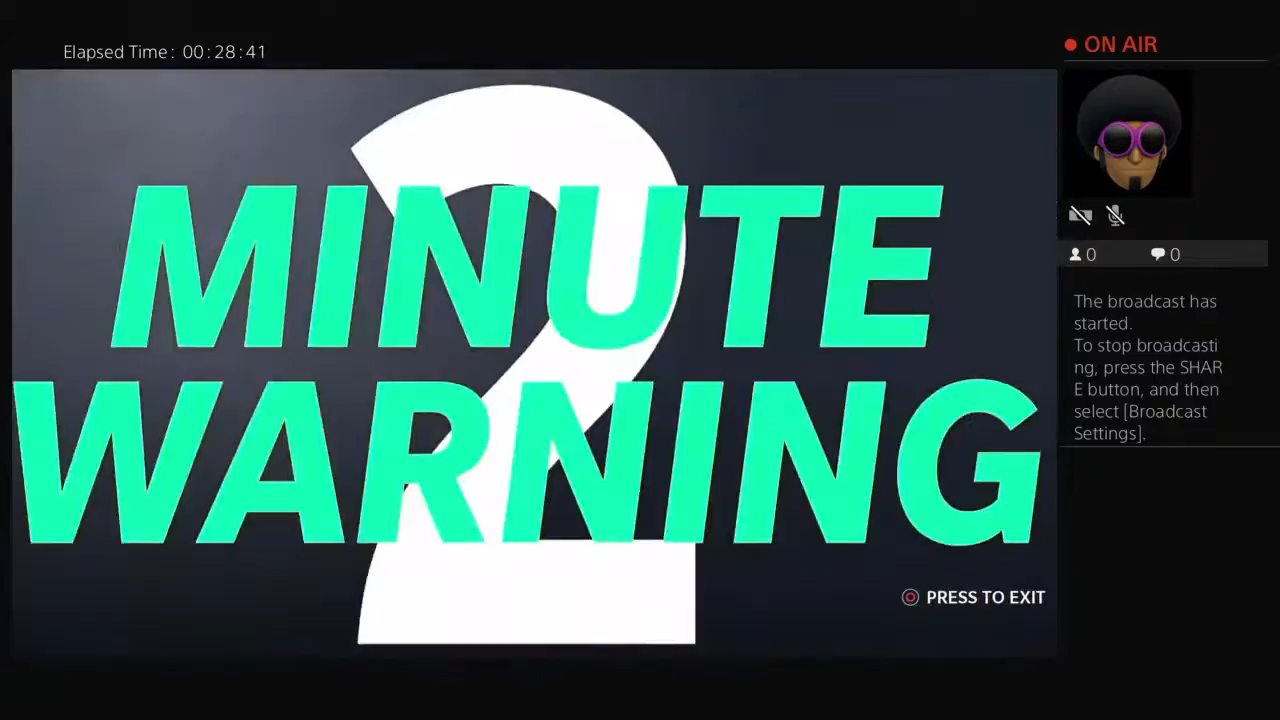 Elapsed Time: 00:28:41
ON AIR
2
MINUTE
WARNING
PRESS TO EXIT
0 0
The broadcast has
started.
To stop broadcasti
ng, press the SHAR
E button, and then
select [Broadcast
Settings].